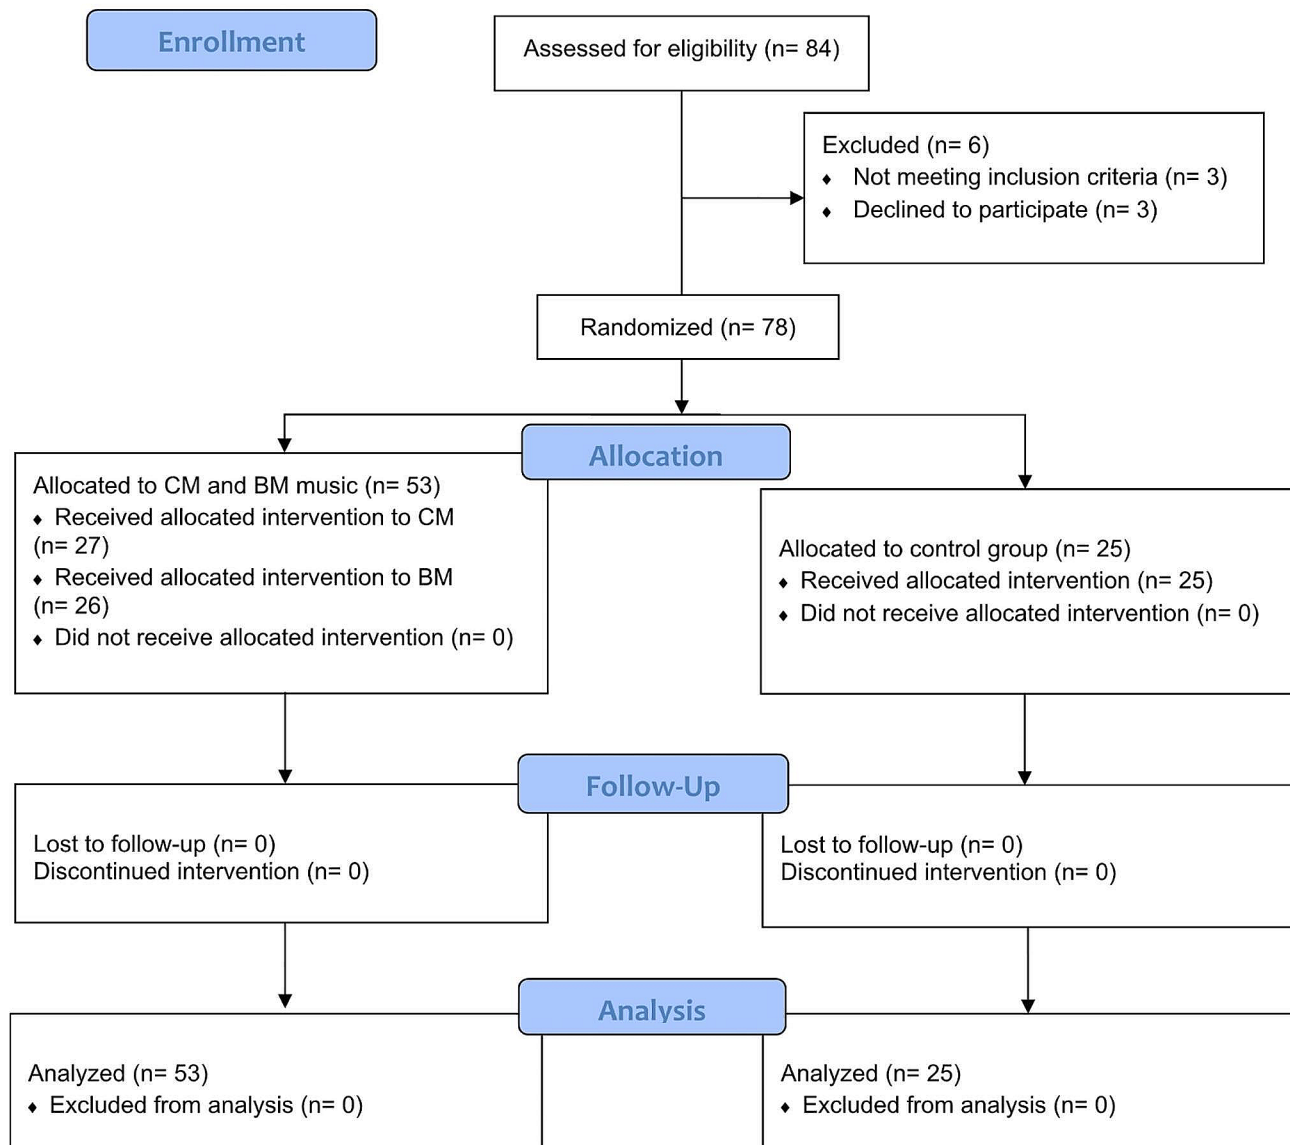 Enrollment
Assessed for eligibility (n= 84)
Excluded (n= 6)
♦ Not meeting inclusion criteria (n= 3)
♦ Declined to participate (n= 3)
Randomized (n= 78)
Allocation
Allocated to CM and BM music (n= 53)
♦ Received allocated intervention to CM
(n= 27)
♦ Received allocated intervention to BM
(n= 26)
♦ Did not receive allocated intervention (n= 0)
Allocated to control group (n= 25)
♦ Received allocated intervention (n= 25)
♦ Did not receive allocated intervention (n= 0)
Follow-Up
Lost to follow-up (n= 0)
Discontinued intervention (n= 0)
Lost to follow-up (n= 0)
Discontinued intervention (n= 0)
Analysis
Analyzed (n= 53)
♦ Excluded from analysis (n= 0)
Analyzed (n= 25)
♦ Excluded from analysis (n= 0)